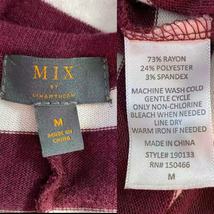 MIX
BY
M
MADE IN
CHINA
73% RAYON
24% POLYESTER
3% SPANDEX
MACHINE WASH COLD
GENTLE CYCLE
ONLY NON-CHLORINE
BLEACH WHEN NEEDED
LINE DRY
WARM IRON IF NEEDED
MADE IN CHINA
STYLE# 190133
RN# 150466
M